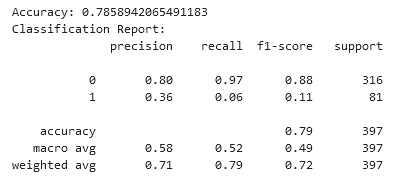 Accuracy: 0.7858942065491183
Classification Report:
precision recall f1-score support
0 0.80 0.97 0.88 316
1 0.36 0.06 0.11 81
accuracy 0.79 397
macro avg 0.58 0.52 0.49 397
weighted avg 0.71 0.79 0.72 397